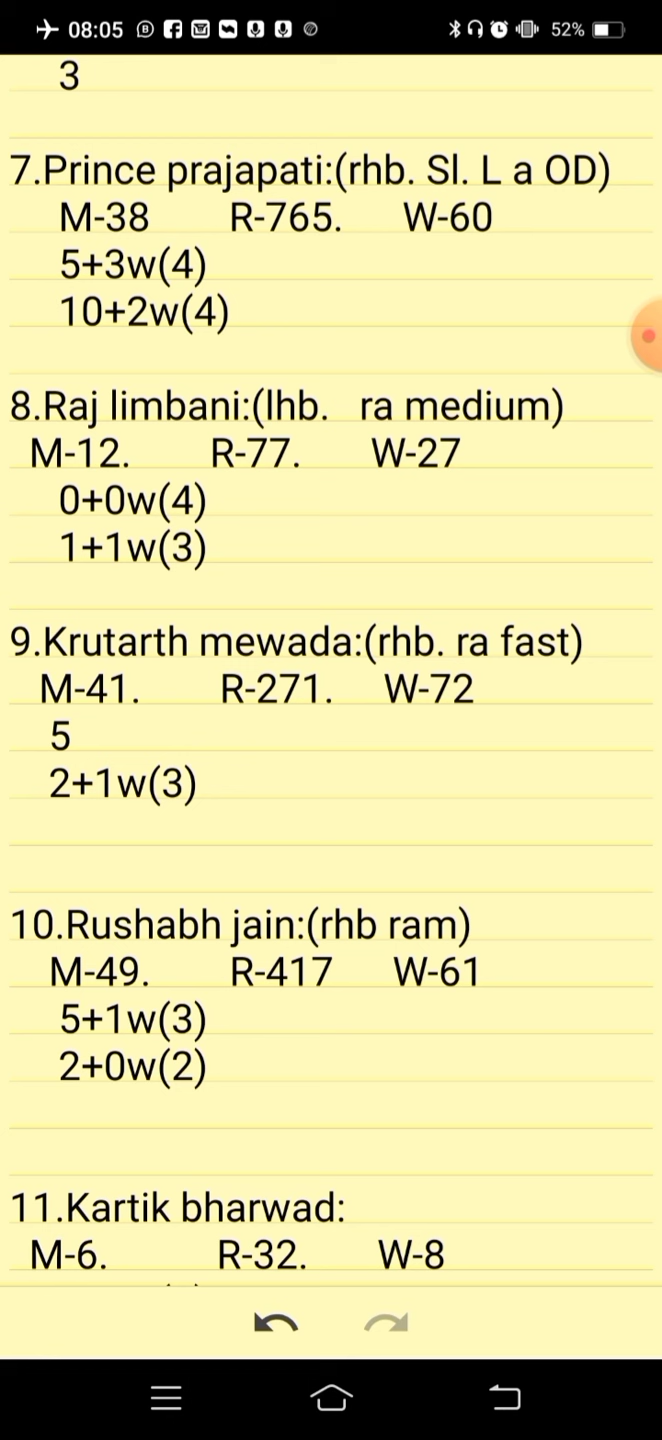 08:05 52%
3
7.Prince prajapati:(rhb. Sl. L a OD)
M-38 R-765. W-60
5+3w(4)
10+2w(4)
8.Raj limbani:(lhb. ra medium)
M-12. R-77. W-27
0+0w(4)
1+1w(3)
9.Krutarth mewada:(rhb. ra fast)
M-41. R-271. W-72
5
2+1w(3)
10.Rushabh jain:(rhb ram)
M-49. R-417 W-61
5+1w(3)
2+0w(2)
11.Kartik bharwad:
M-6. R-32. W-8